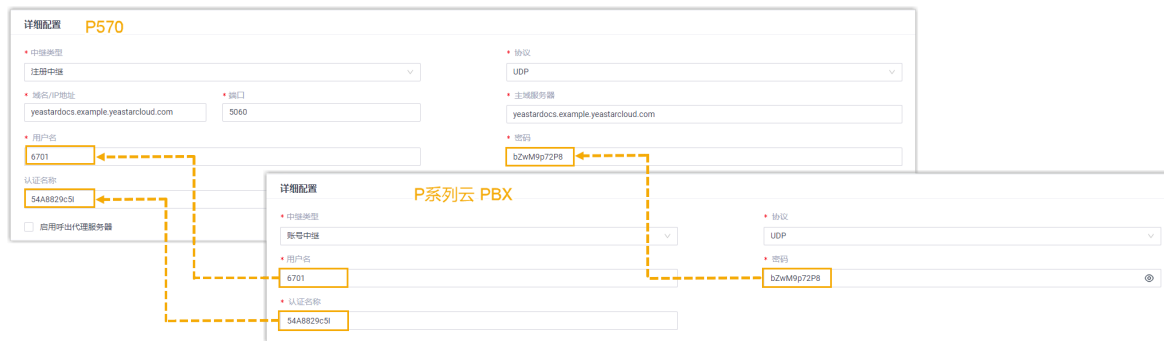 详细配置 P570
* 中继类型
注册中继
* 协议
UDP
* 域名/IP地址
yeastardocs.example.yeastarcloud.com
* 端口
5060
* 主域服务器
yeastardocs.example.yeastarcloud.com
* 用户名
6701
* 密码
bZwM9p72P8
认证名称
54A8829c5I
启用呼出代理服务器
详细配置 P系列云 PBX
* 中继类型
账号中继
* 协议
UDP
* 用户名
6701
* 密码
bZwM9p72P8
* 认证名称
54A8829c5I